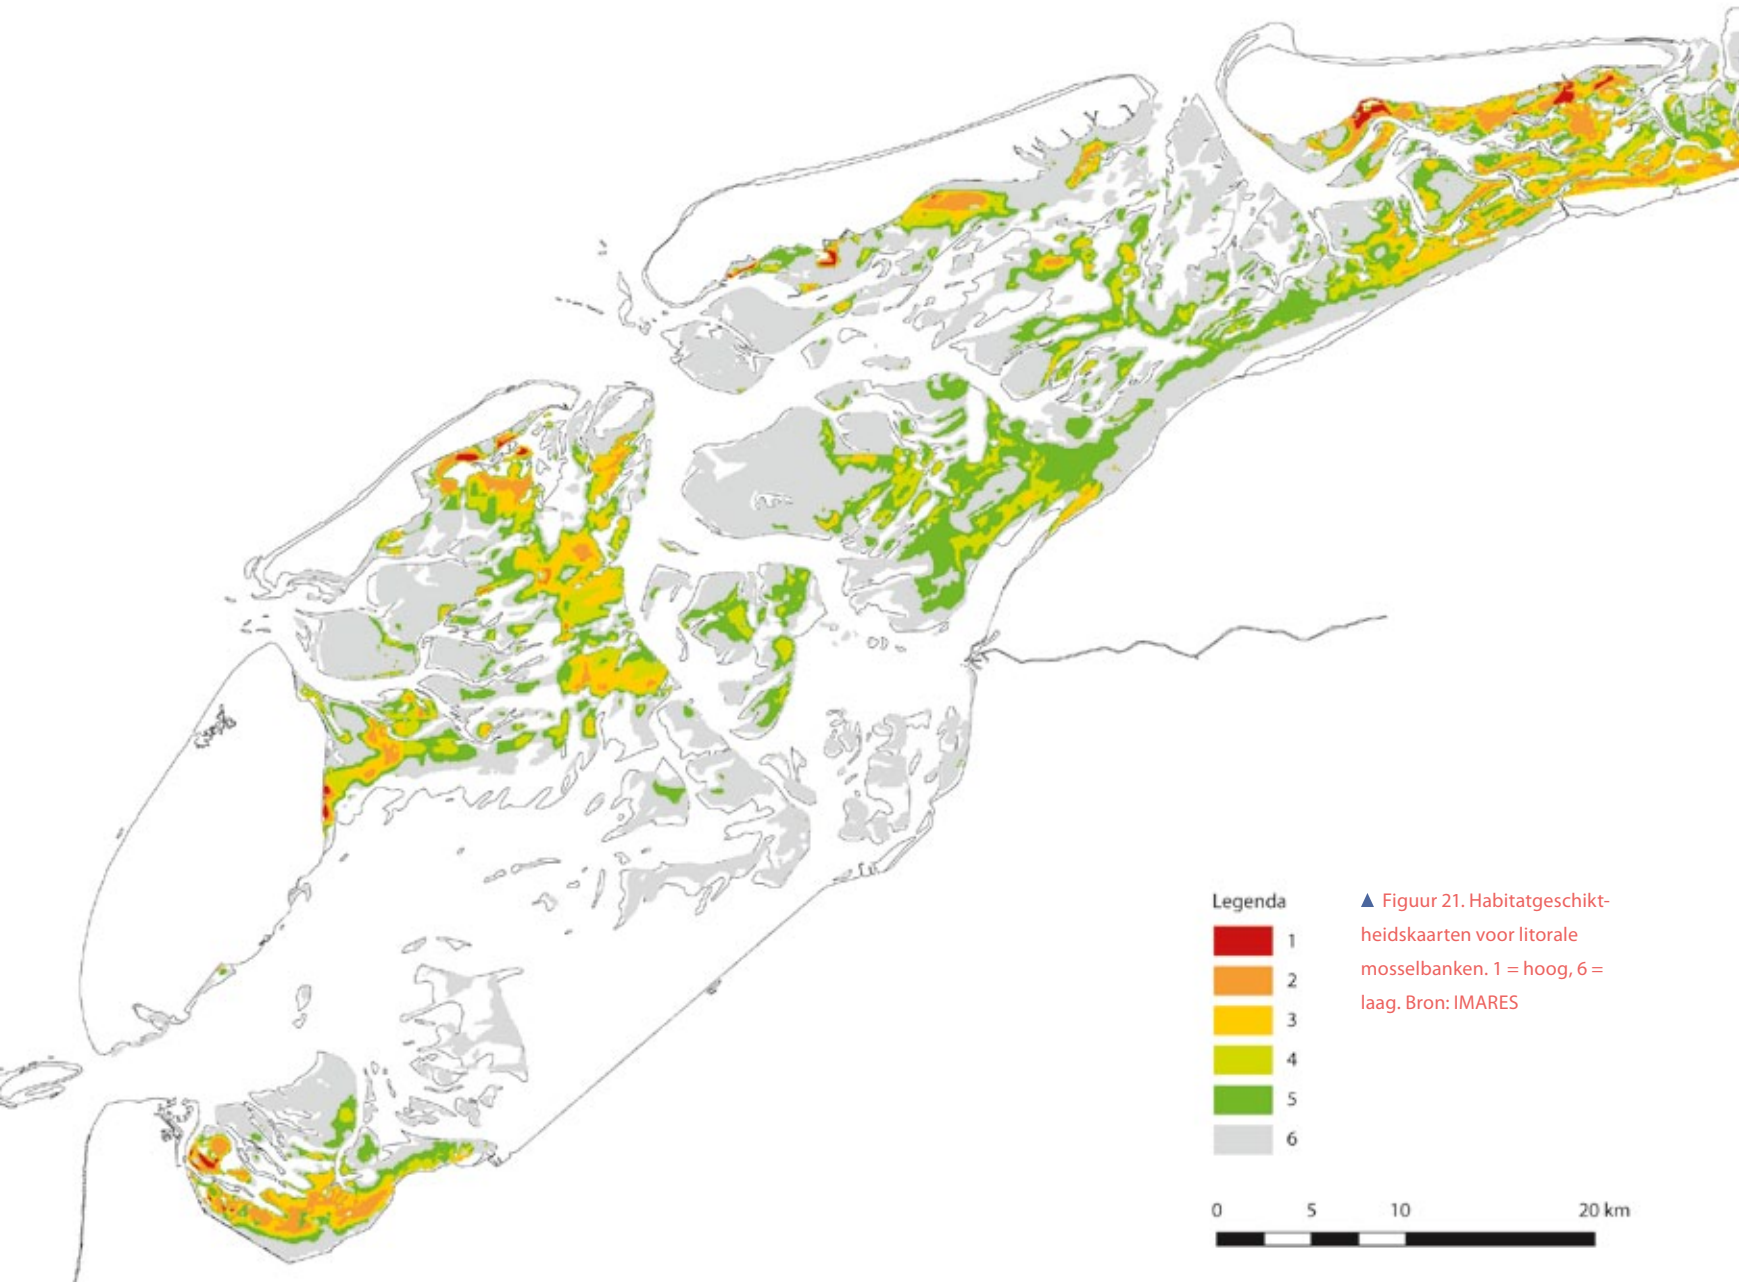 Legenda
1
2
3
4
5
6
▲ Figuur 21. Habitatgeschikt-
heidskaarten voor litorale
mosselbanken. 1 = hoog, 6 =
laag. Bron: IMARES
0 5 10 20 km